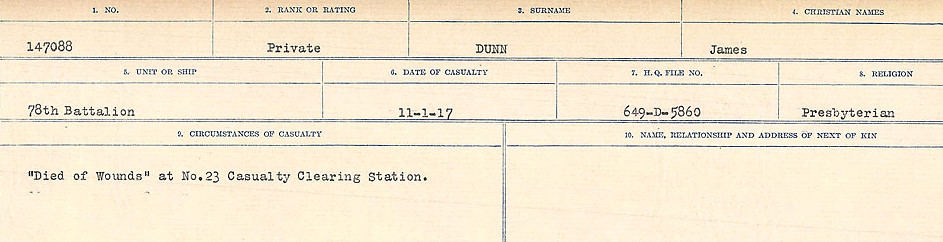 1. NO. 2. RANK OR RATING 3. SURNAME 4. CHRISTIAN NAMES
147088 Private DUNN James
5. UNIT OR SHIP 6. DATE OF CASUALTY 7. H.Q. FILE NO. 8. RELIGION
78th Battalion 11-1-17 649-D-5860 Presbyterian
9. CIRCUMSTANCES OF CASUALTY 10. NAME, RELATIONSHIP AND ADDRESS OF NEXT OF KIN
"Died of Wounds" at No.23 Casualty Clearing Station.